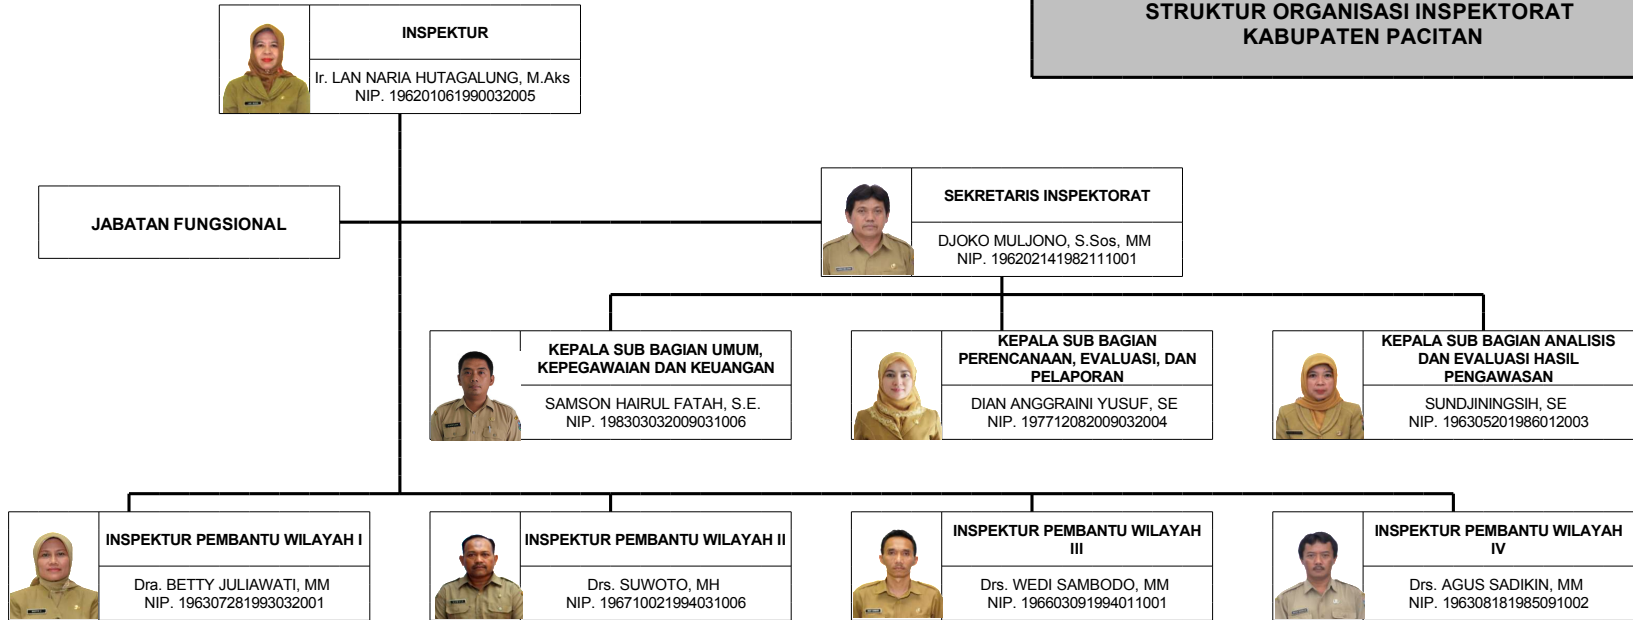 STRUKTUR ORGANISASI INSPEKTORAT
KABUPATEN PACITAN
INSPEKTUR
Ir. LAN NARIA HUTAGALUNG, M.Aks
NIP. 196201061990032005
JABATAN FUNGSIONAL
SEKRETARIS INSPEKTORAT
DJOKO MULJONO, S.Sos, MM
NIP. 196202141982111001
KEPALA SUB BAGIAN UMUM,
KEPEGAWAIAN DAN KEUANGAN
SAMSON HAIRUL FATAH, S.E.
NIP. 198303032009031006
KEPALA SUB BAGIAN
PERENCANAAN, EVALUASI, DAN
PELAPORAN
DIAN ANGGRAINI YUSUF, SE
NIP. 197712082009032004
KEPALA SUB BAGIAN ANALISIS
DAN EVALUASI HASIL
PENGAWASAN
SUNDJININGSIH, SE
NIP. 196305201986012003
INSPEKTUR PEMBANTU WILAYAH I
Dra. BETTY JULIAWATI, MM
NIP. 196307281993032001
INSPEKTUR PEMBANTU WILAYAH II
Drs. SUWOTO, MH
NIP. 196710021994031006
INSPEKTUR PEMBANTU WILAYAH
III
Drs. WEDI SAMBODO, MM
NIP. 196603091994011001
INSPEKTUR PEMBANTU WILAYAH
IV
Drs. AGUS SADIKIN, MM
NIP. 196308181985091002